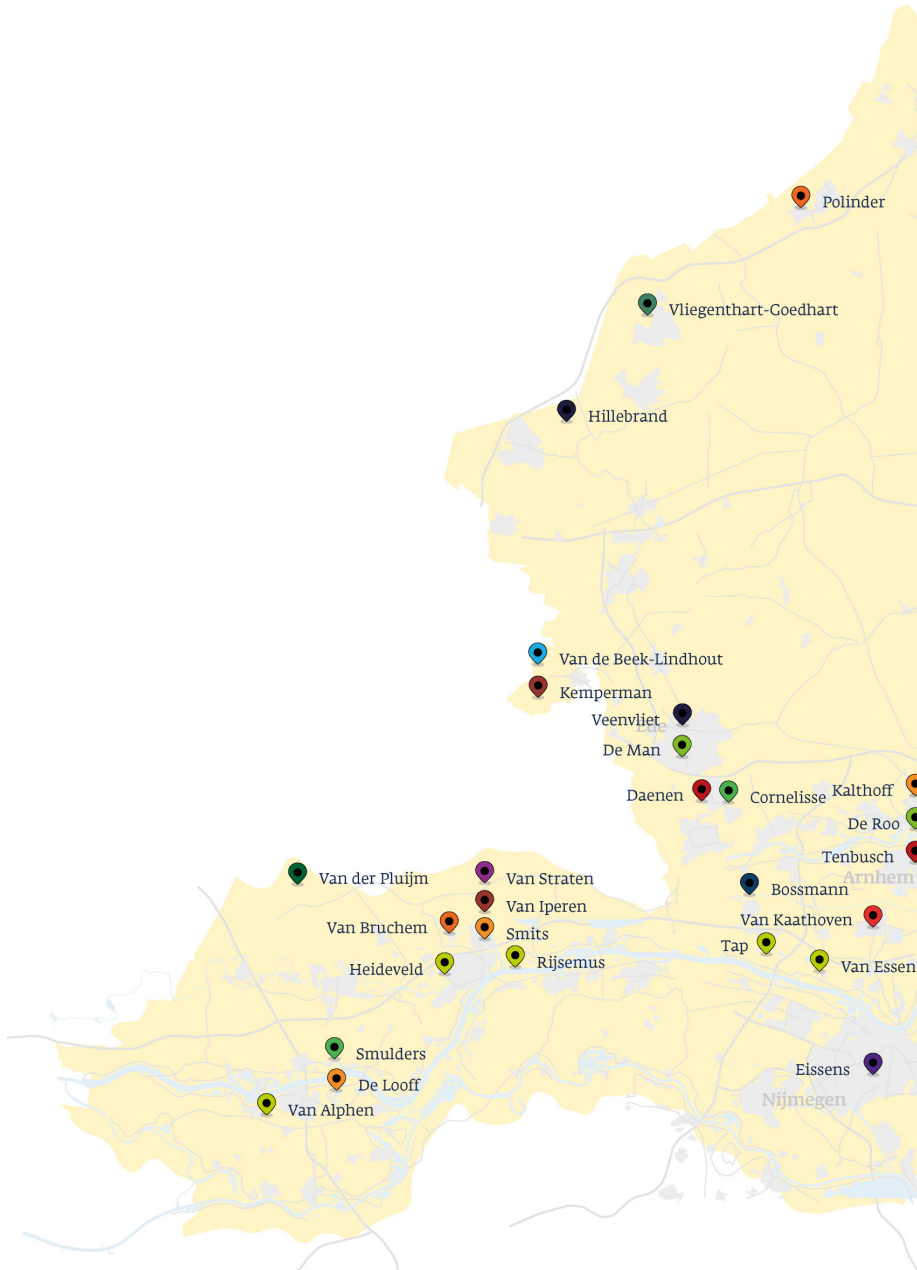 Polinder
Vliegenthart-Goedhart
Hillebrand
Van de Beek-Lindhout
Kemperman
Veenvliet
Ede
De Man
Daenen
Cornelisse
Kalthoff
De Roo
Tenbusch
Arnhem
Van der Pluijm
Van Straten
Bossmann
Van Iperen
Van Kaathoven
Van Bruchem
Smits
Tap
Heideveld
Rijsemus
Van Essen
Smulders
Eissens
De Looff
Nijmegen
Van Alphen